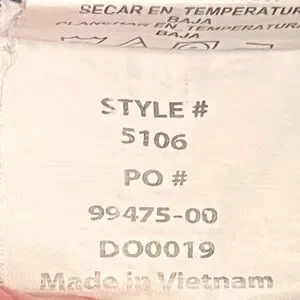 SECAR EN TEMPERATURA
BAJA
PLANCHAR EN TEMPERATURA
BAJA
STYLE #
5106
PO #
99475-00
DO0019
Made in Vietnam